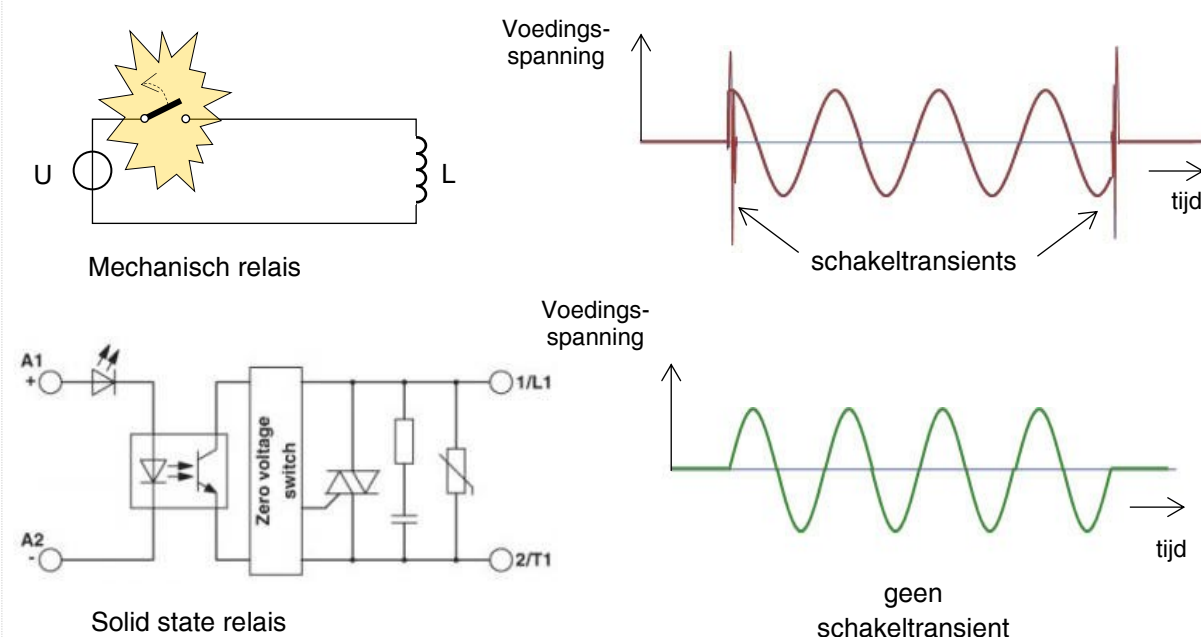 Voedings-
spanning
U
L
tijd
Mechanisch relais
schakeltransients
Voedings-
spanning
A1
+
1/L1
Zero voltage
switch
A2
-
2/T1
tijd
Solid state relais
geen
schakeltransient